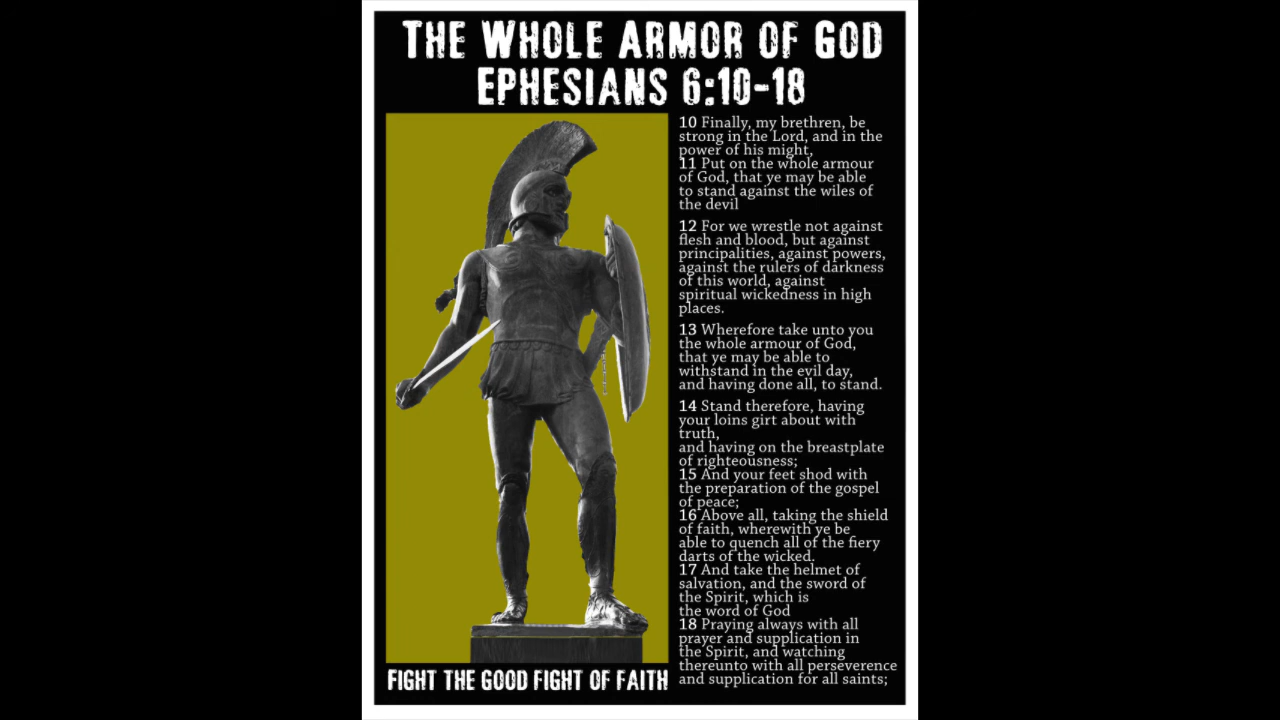 THE WHOLE ARMOR OF GOD
EPHESIANS 6:10-18
10 Finally, my brethren, be
strong in the Lord, and in the
power of his might,
11 Put on the whole armour
of God, that ye may be able
to stand against the wiles of
the devil
12 For we wrestle not against
flesh and blood, but against
principalities, against powers,
against the rulers of darkness
of this world, against
spiritual wickedness in high
places.
13 Wherefore take unto you
the whole armour of God,
that ye may be able to
withstand in the evil day,
and having done all, to stand.
14 Stand therefore, having
your loins girt about with
truth,
and having on the breastplate
of righteousness;
15 And your feet shod with
the preparation of the gospel
of peace;
16 Above all, taking the shield
of faith, wherewith ye be
able to quench all of the fiery
darts of the wicked.
17 And take the helmet of
salvation, and the sword of
the Spirit, which is
the word of God
18 Praying always with all
prayer and supplication in
the Spirit, and watching
thereunto with all perseverence
and supplication for all saints;
FIGHT THE GOOD FIGHT OF FAITH